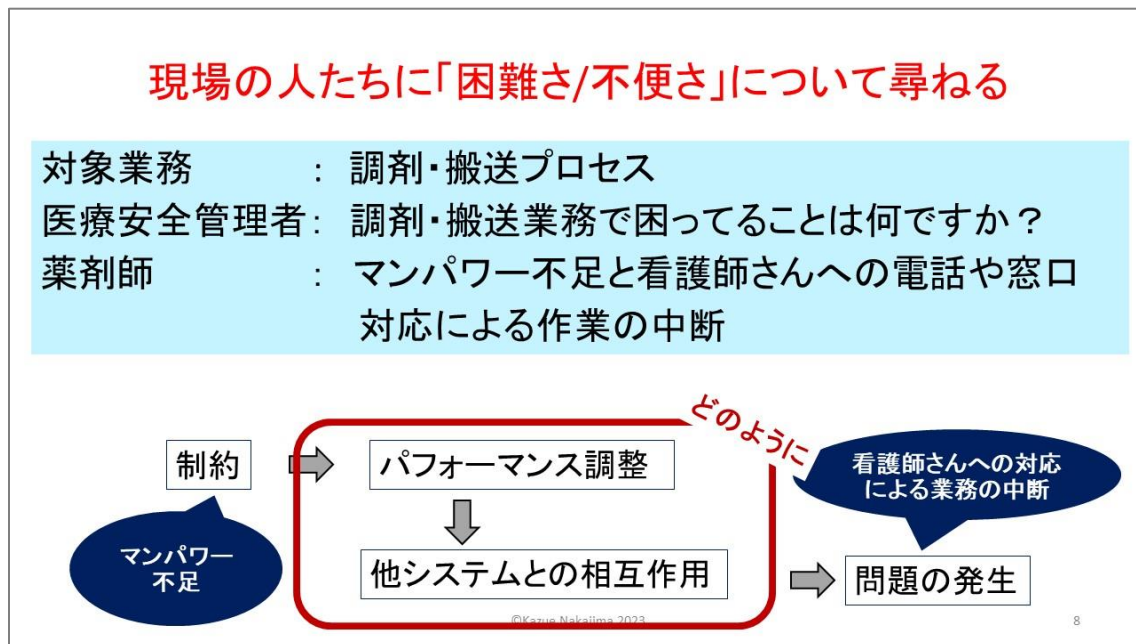 現場の人たちに「困難さ/不便さ」について尋ねる
対象業務 : 調剤・搬送プロセス
医療安全管理者: 調剤・搬送業務で困ってることは何ですか?
薬剤師 : マンパワー不足と看護師さんへの電話や窓口
対応による作業の中断
どのように
制約
パフォーマンス調整
看護師さんへの対応
による業務の中断
マンパワー
不足
他システムとの相互作用
問題の発生
©Kazue Nakajima 2023
8